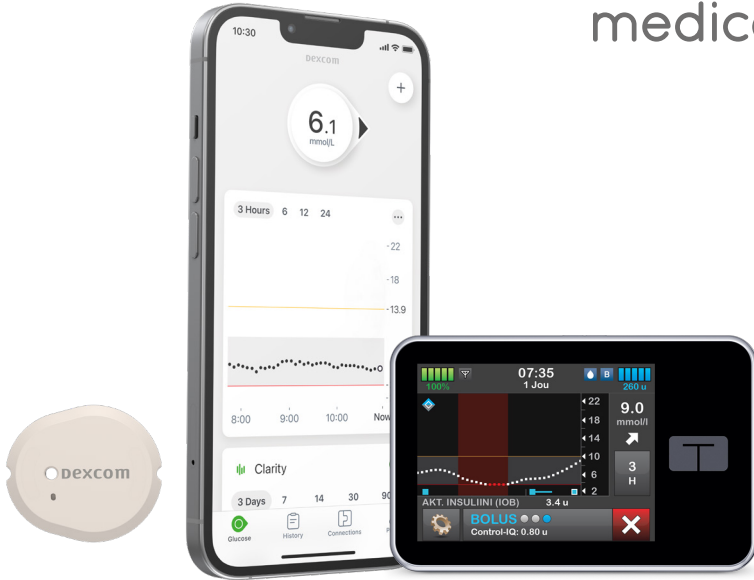 medic
10:30
Dexcom
+
6.1
mmol/L
3 Hours 6 12 24
22
18
13.9
8:00 9:00 10:00 Now
Clarity
3 Days 7 14 30
Glucose History Connections
Dexcom
100%
07:35
1 Jou
B
260 u
22
18
14
10
6
2
9.0
mmol/l
3
H
AKT. INSULIINI (IOB) 3.4 u
BOLUS
Control-IQ: 0.80 u